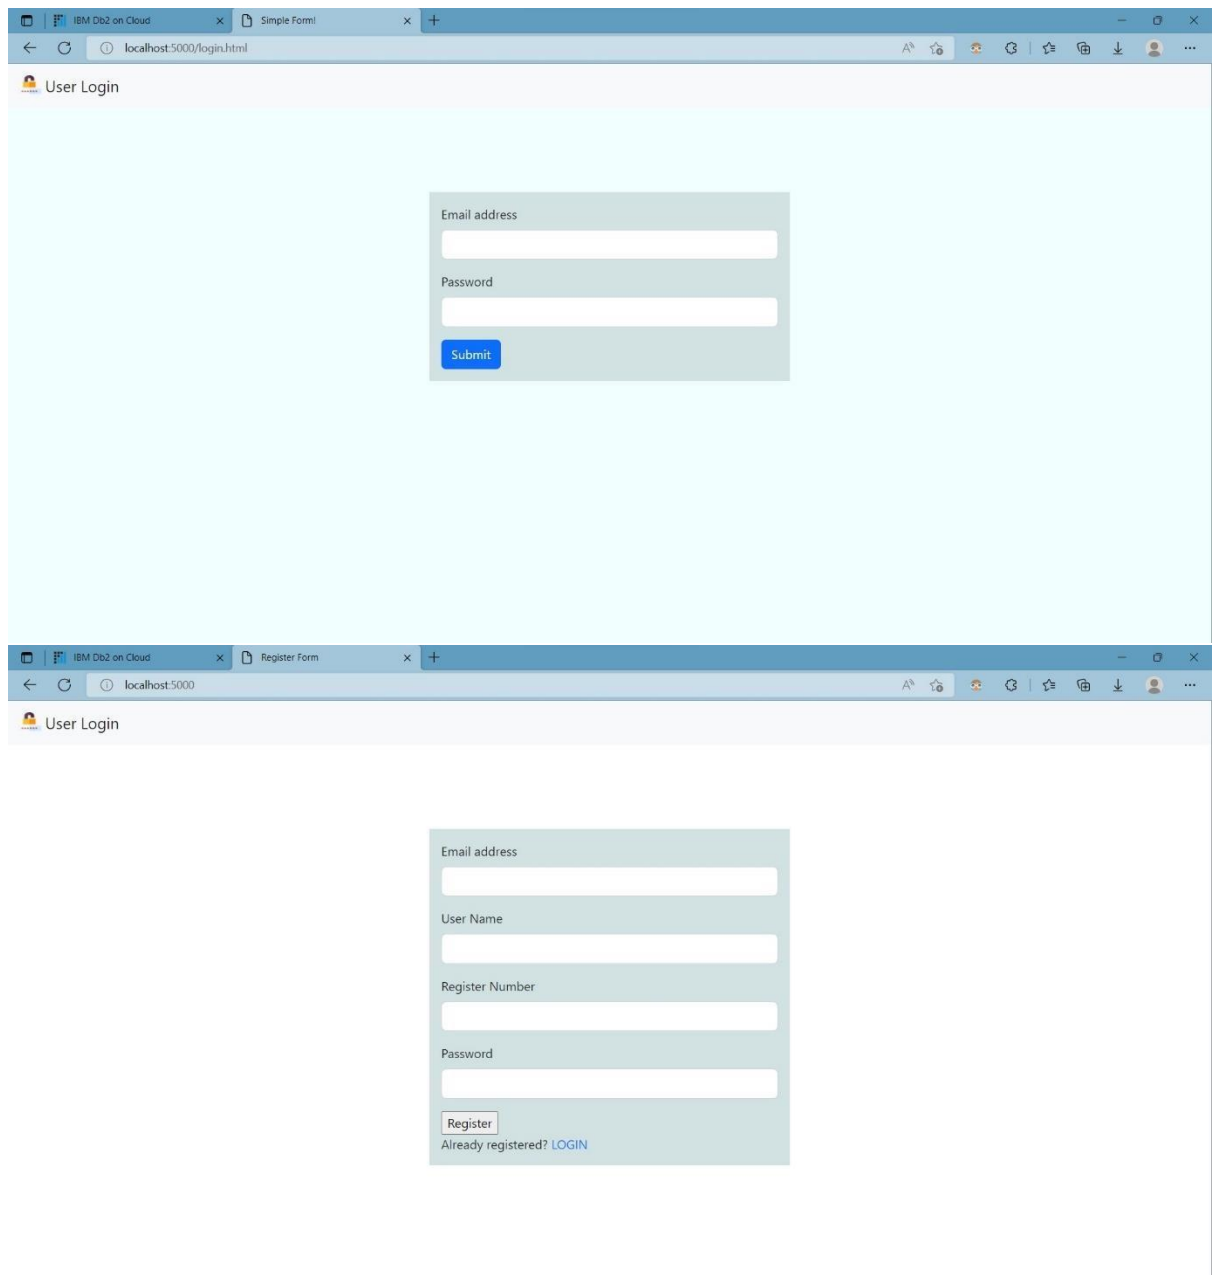 IBM Db2 on Cloud
Simple Form!
localhost:5000/login.html
User Login
Email address
Password
Submit
IBM Db2 on Cloud
Register Form
localhost:5000
User Login
Email address
User Name
Register Number
Password
Register
Already registered? LOGIN